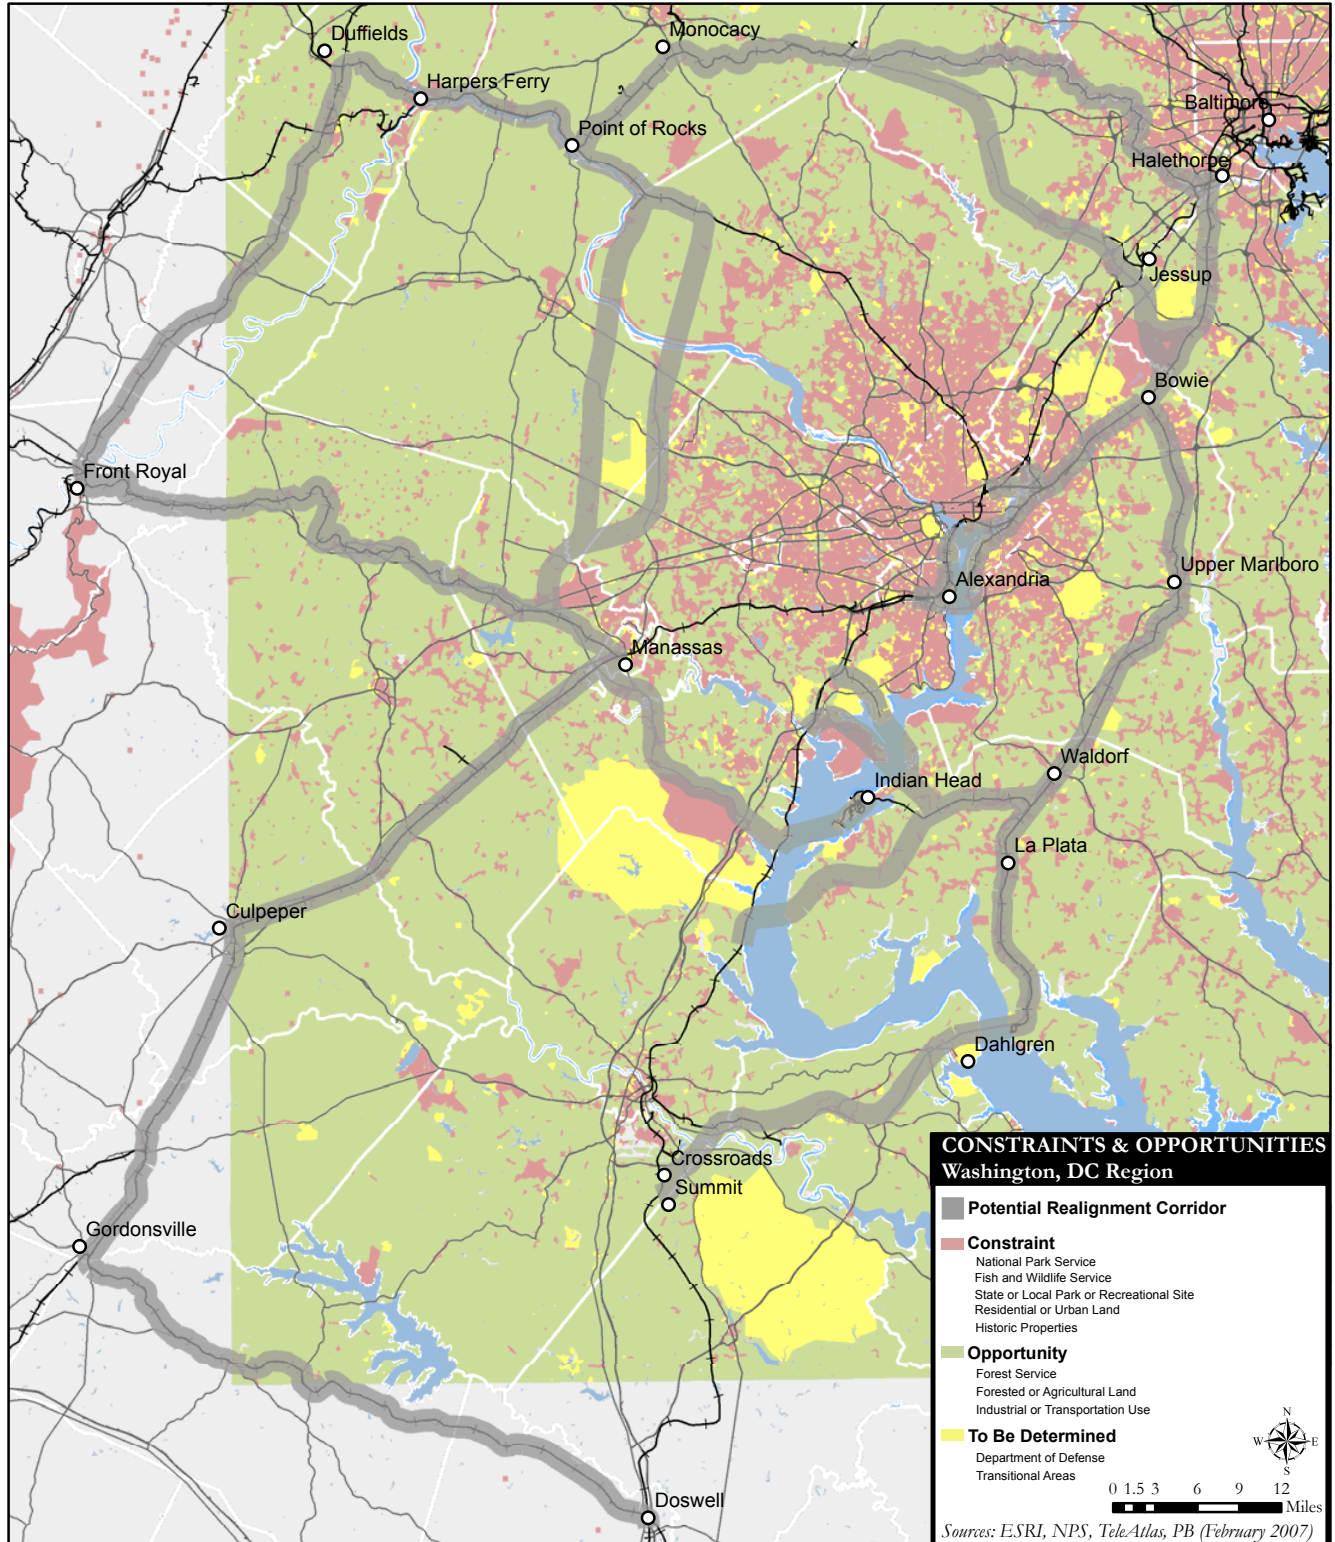 Duffields
Monocacy
Harpers Ferry
Baltimore
Point of Rocks
Halethorpe
Jessup
Bowie
Front Royal
Alexandria
Upper Marlboro
Manassas
Waldorf
Indian Head
La Plata
Culpeper
Dahlgren
Crossroads
Summit
Gordonsville
Doswell
CONSTRAINTS & OPPORTUNITIES
Washington, DC Region
Potential Realignment Corridor
Constraint
National Park Service
Fish and Wildlife Service
State or Local Park or Recreational Site
Residential or Urban Land
Historic Properties
Opportunity
Forest Service
Forested or Agricultural Land
Industrial or Transportation Use
To Be Determined
Department of Defense
Transitional Areas
N
W E
S
0 1.5 3 6 9 12
Miles
Sources: ESRI, NPS, TeleAtlas, PB (February 2007)